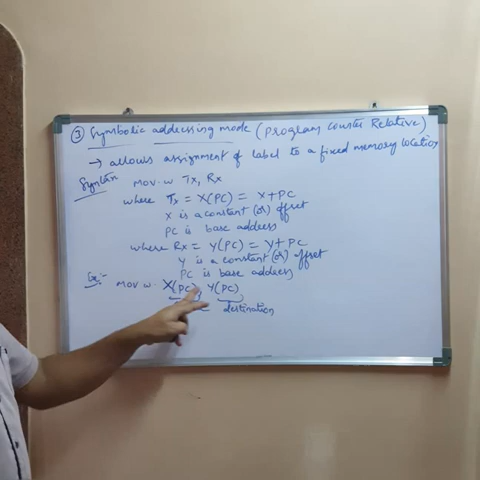 ③ Symbolic addressing mode (Program Counter Relative)
→ allows assignment of label to a fixed memory location
Syntax MOV.W Tx, Rx
where Tx = X(PC) = X+PC
X is a constant (or) offset
PC is base address
where Rx = Y(PC) = Y+PC
Y is a constant (or) offset
PC is base address
Ex:- MOV.W X(PC), Y(PC)
destination